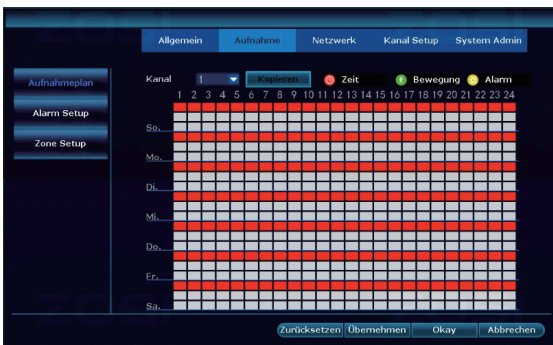 Allgemein Aufnahme Netzwerk Kanal Setup System Admin
Aufnahmeplan
Alarm Setup
Zone Setup
Kanal 1 Kopieren Zeit Bewegung Alarm
1 2 3 4 5 6 7 8 9 10 11 12 13 14 15 16 17 18 19 20 21 22 23 24
So.
Mo.
Di.
Mi.
Do.
Fr.
Sa.
Zurücksetzen Übernehmen Okay Abbrechen